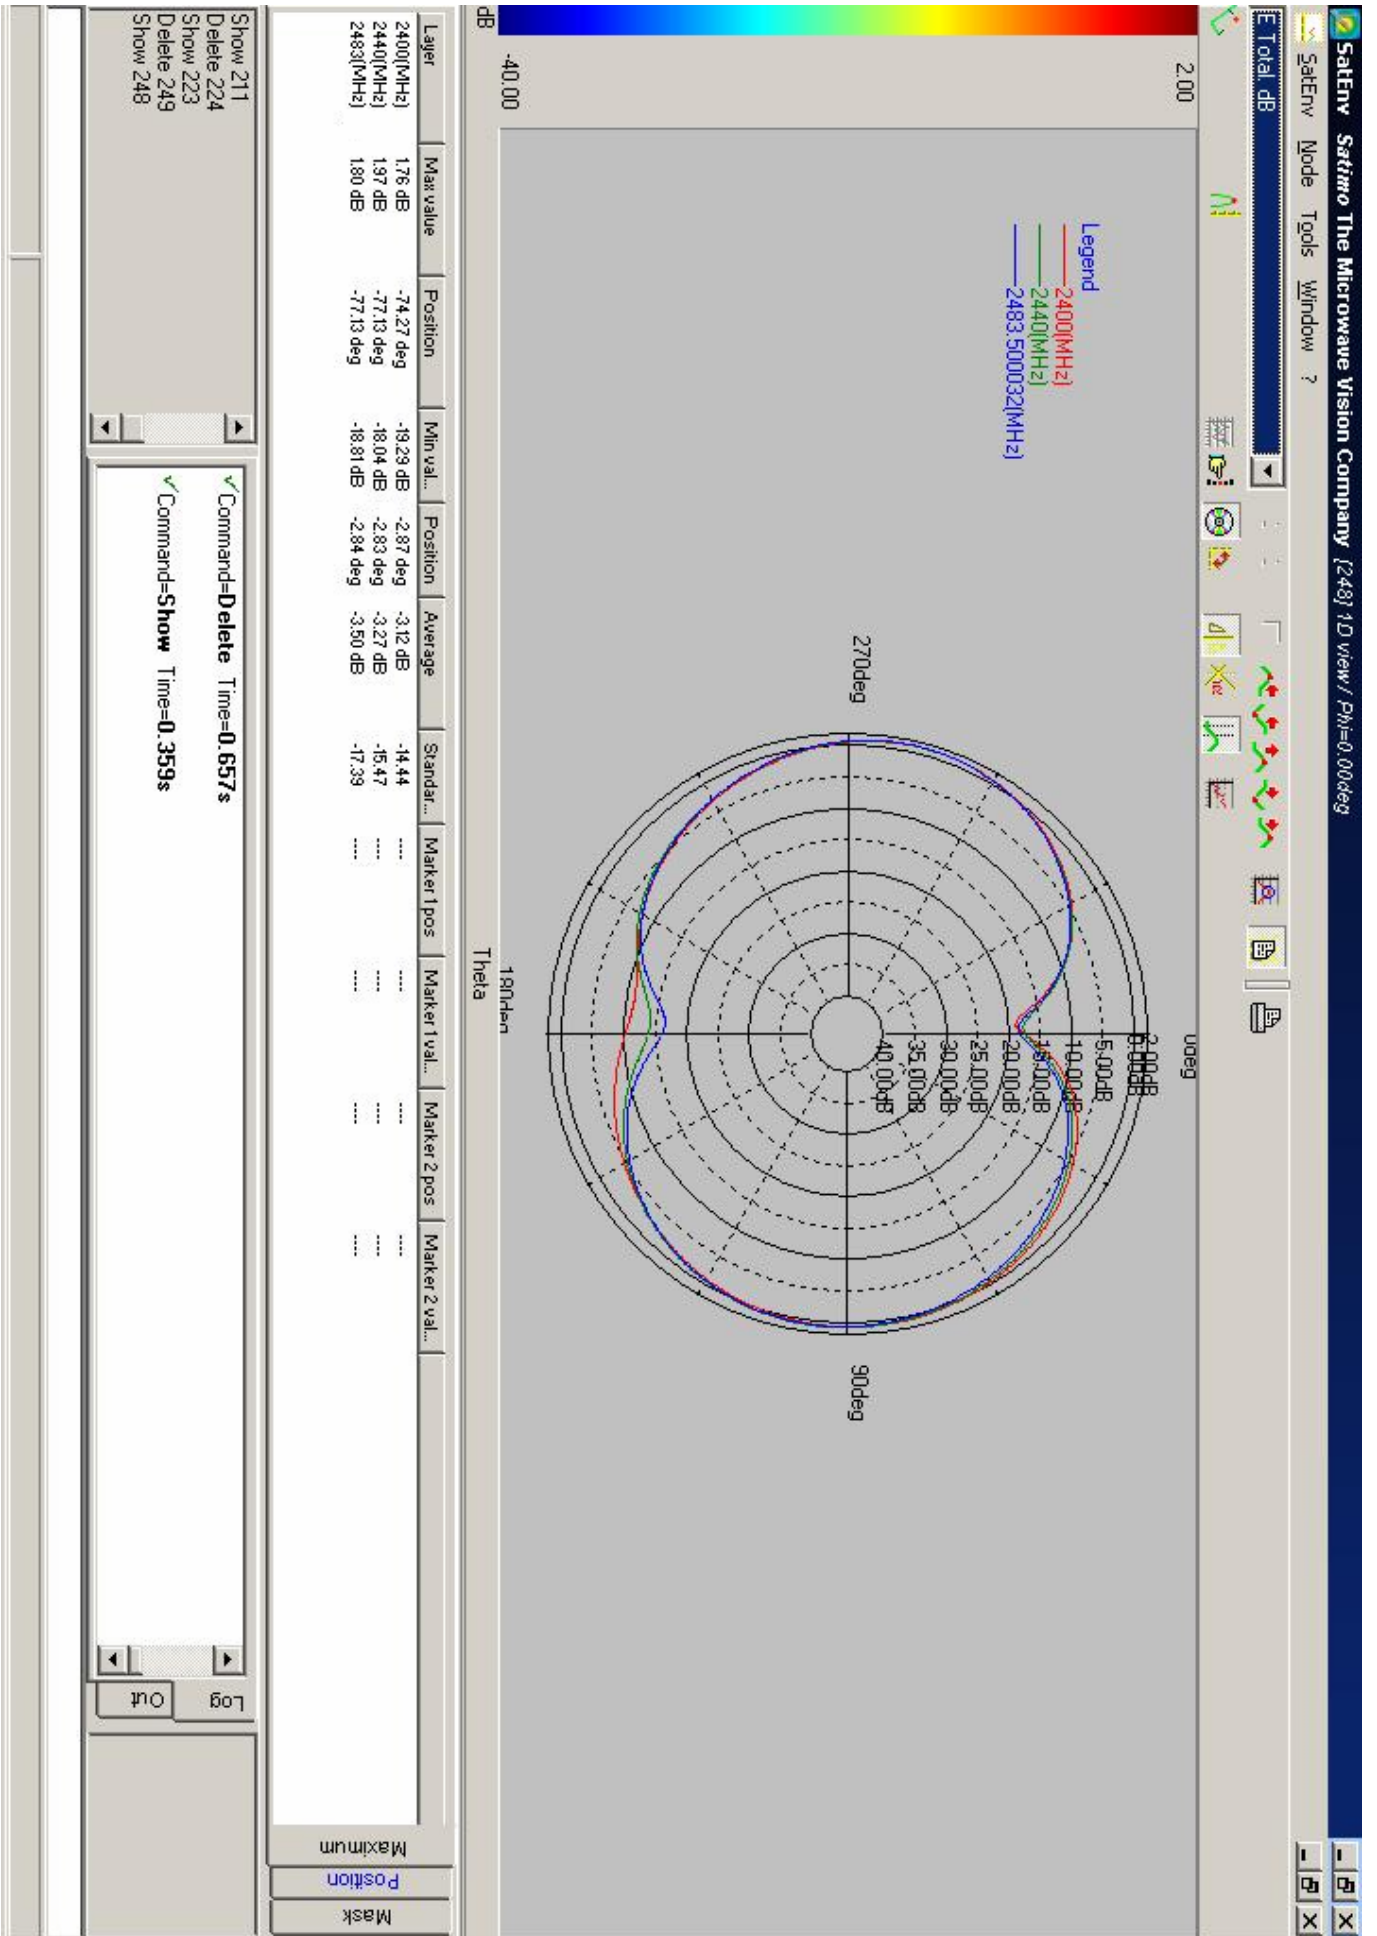 SatEnv Satimo The Microwave Vision Company [248] 1D view / Phi=0.00deg
SatEnv Node Tools Window ?
E Total, dB
2.00
-40.00
dB
Legend
2400(MHz)
2440(MHz)
2483.500032(MHz)
0deg
2.00dB
0.00dB
-5.00dB
-10.00dB
-15.00dB
-20.00dB
-25.00dB
-30.00dB
-35.00dB
-40.00dB
270deg
90deg
180deg
Theta
Layer Max value Position Min val... Position Average Standar... Marker 1 pos Marker 1 val... Marker 2 pos Marker 2 val...
2400(MHz) 1.76 dB -74.27 deg -19.29 dB -2.87 deg -3.12 dB -14.44 --- --- --- ---
2440(MHz) 1.97 dB -77.13 deg -18.04 dB -2.83 deg -3.27 dB -15.47 ---- ---- ---- ----
2483(MHz) 1.80 dB -77.13 deg -18.81 dB -2.84 deg -3.50 dB -17.39 ---- ---- ---- ----
Maximum
Position
Mask
Show 211
Delete 224
Show 223
Delete 249
Show 248
Command=Delete Time=0.657s
Command=Show Time=0.359s
Log
Out